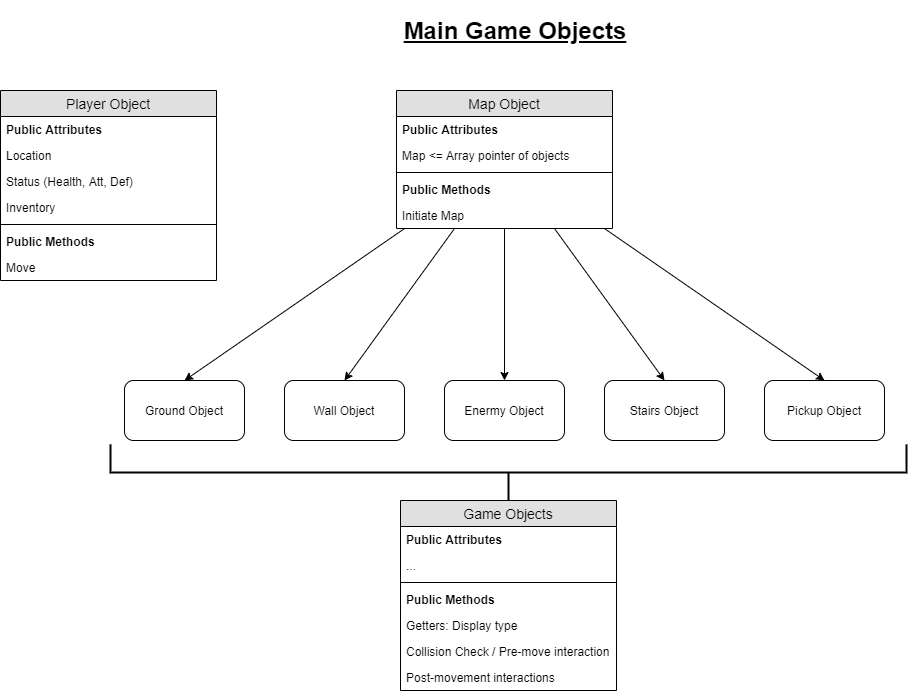 Main Game Objects
Player Object
Public Attributes
Location
Status (Health, Att, Def)
Inventory
Public Methods
Move
Map Object
Public Attributes
Map <= Array pointer of objects
Public Methods
Initiate Map
Ground Object
Wall Object
Enermy Object
Stairs Object
Pickup Object
Game Objects
Public Attributes
...
Public Methods
Getters: Display type
Collision Check / Pre-move interaction
Post-movement interactions